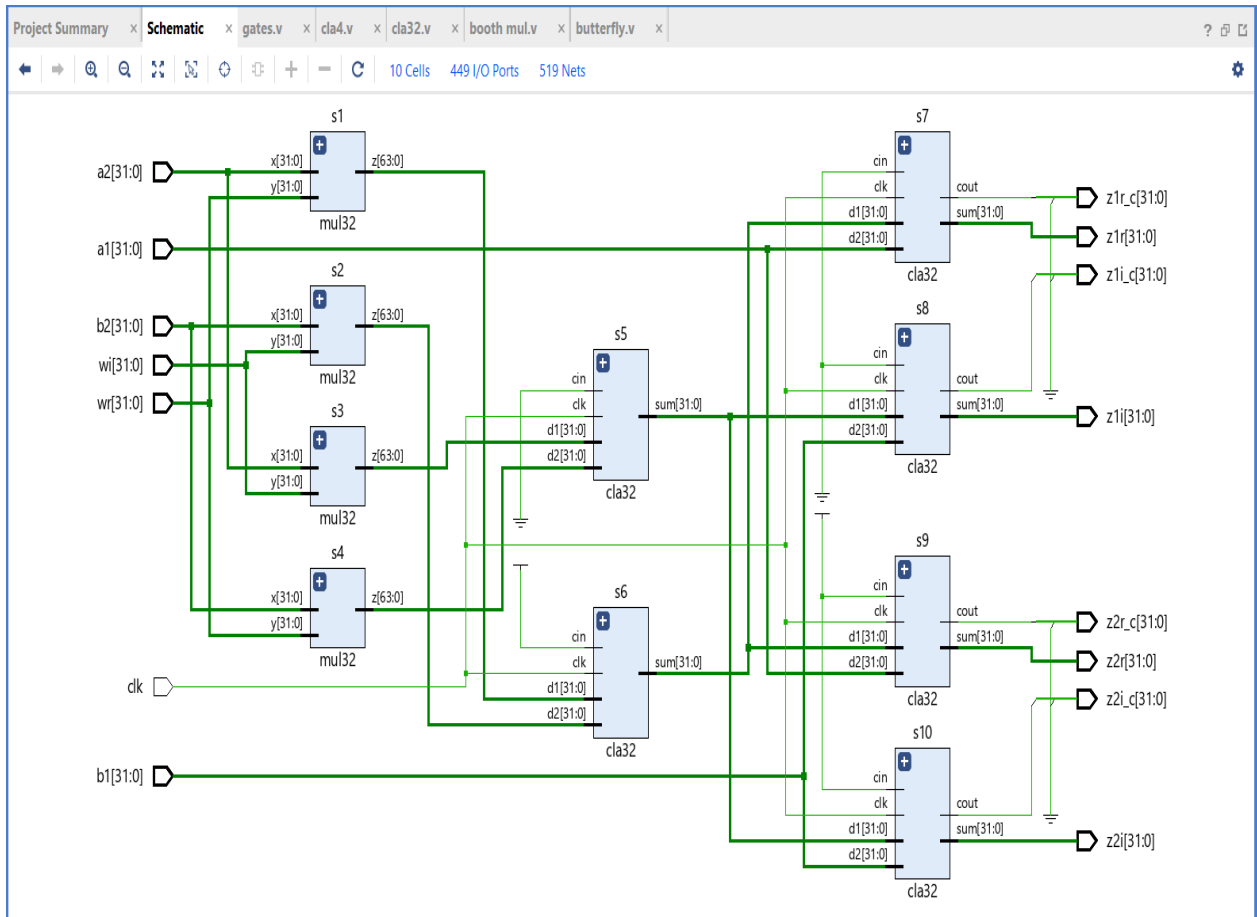 Project Summary × Schematic × gates.v × cla4.v × cla32.v × booth mul.v × butterfly.v × ?
10 Cells 449 I/O Ports 519 Nets
a2[31:0]
a1[31:0]
b2[31:0]
wi[31:0]
wr[31:0]
clk
b1[31:0]
s1
x[31:0] z[63:0]
y[31:0]
mul32
s2
x[31:0] z[63:0]
y[31:0]
mul32
s3
x[31:0] z[63:0]
y[31:0]
mul32
s4
x[31:0] z[63:0]
y[31:0]
mul32
s5
cin
clk sum[31:0]
d1[31:0]
d2[31:0]
cla32
s6
cin
clk sum[31:0]
d1[31:0]
d2[31:0]
cla32
s7
cin
clk cout
d1[31:0] sum[31:0]
d2[31:0]
cla32
s8
cin
clk cout
d1[31:0] sum[31:0]
d2[31:0]
cla32
s9
cin
clk cout
d1[31:0] sum[31:0]
d2[31:0]
cla32
s10
cin
clk cout
d1[31:0] sum[31:0]
d2[31:0]
cla32
z1r_c[31:0]
z1r[31:0]
z1i_c[31:0]
z1i[31:0]
z2r_c[31:0]
z2r[31:0]
z2i_c[31:0]
z2i[31:0]